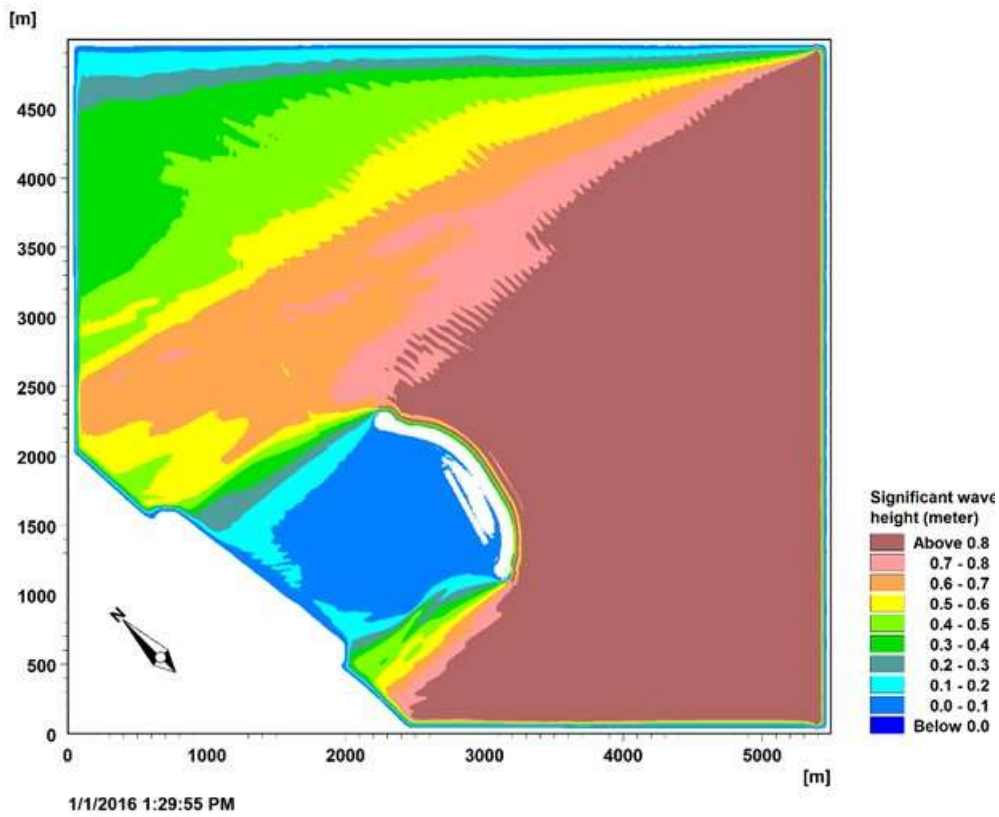 [m]
4500
4000
3500
3000
2500
2000
1500
1000
500
0
0 1000 2000 3000 4000 5000
[m]
N
1/1/2016 1:29:55 PM
Significant wave
height (meter)
Above 0.8
0.7 - 0.8
0.6 - 0.7
0.5 - 0.6
0.4 - 0.5
0.3 - 0.4
0.2 - 0.3
0.1 - 0.2
0.0 - 0.1
Below 0.0